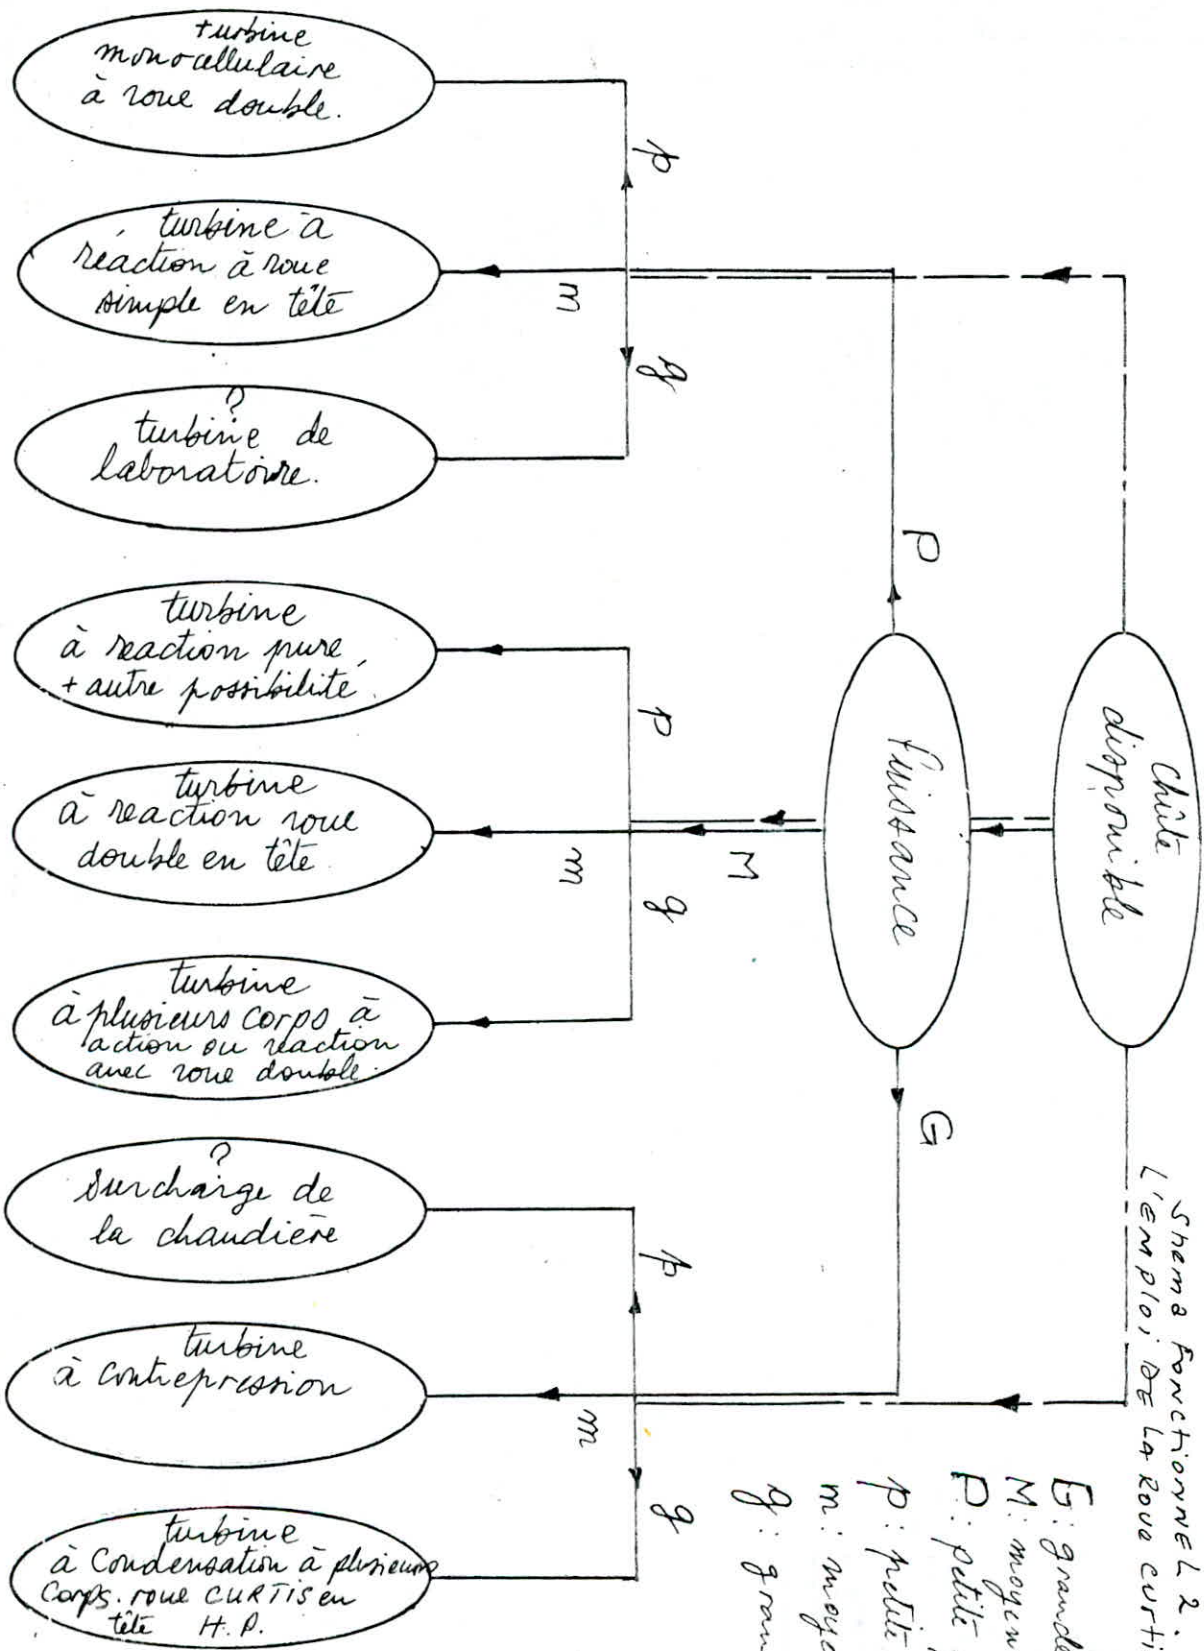 Shema Fonctionnel 2.
L'EMPLOI DE LA ROUE CURTI
G: grande
M: moyen
P: petite
p: petite
m: moye
g: gran
Chûte
disponible
Puissance
P
M
G
p
m
g
p
m
g
p
m
g
turbine
monocellulaire
à roue double.
turbine à
réaction à roue
simple en tête
?
turbine de
laboratoire.
turbine
à reaction pure
+ autre possibilité.
turbine
à reaction roue
double en tête
turbine
à plusieurs corps à
action ou reaction
avec roue double.
?
Surcharge de
la chaudière
turbine
à contrepression
turbine
à Condensation à plusieurs
Corps. roue CURTIS en
tête H.P.